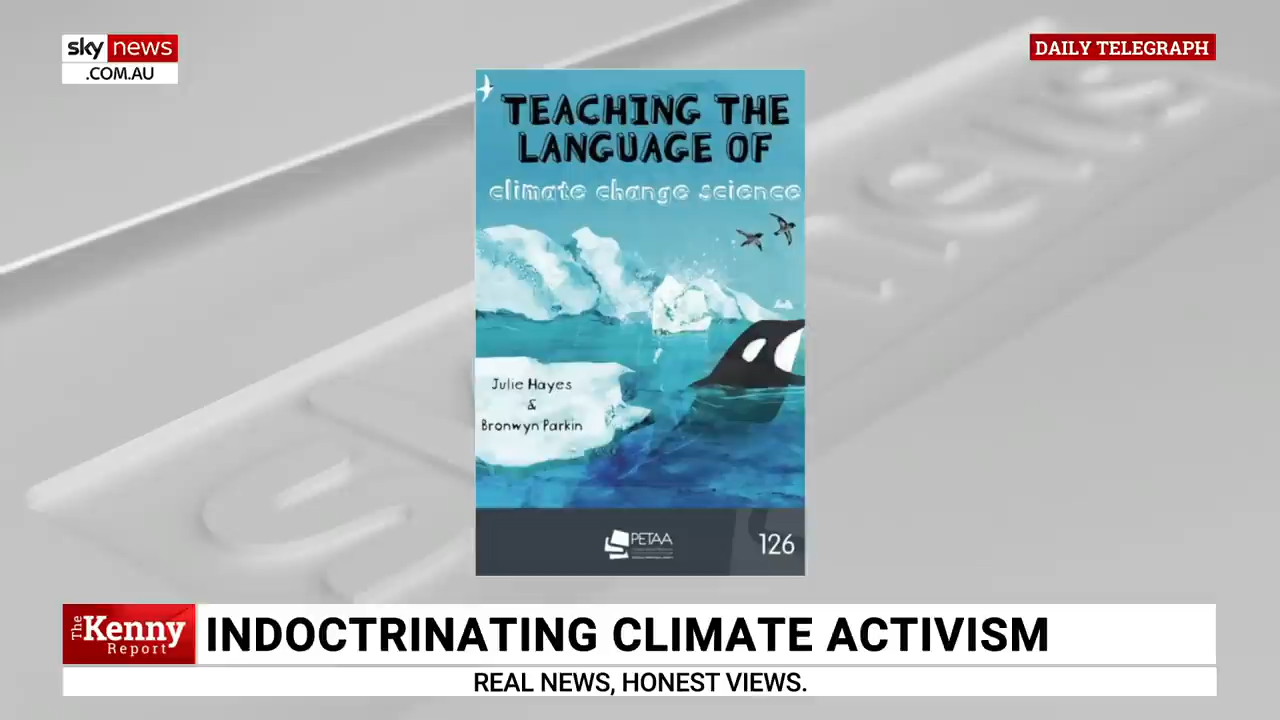 sky news
.COM.AU
DAILY TELEGRAPH
TEACHING THE
LANGUAGE OF
climate change science
Julie Hayes
&
Bronwyn Parkin
PETAA
126
The Kenny Report
INDOCTRINATING CLIMATE ACTIVISM
REAL NEWS, HONEST VIEWS.